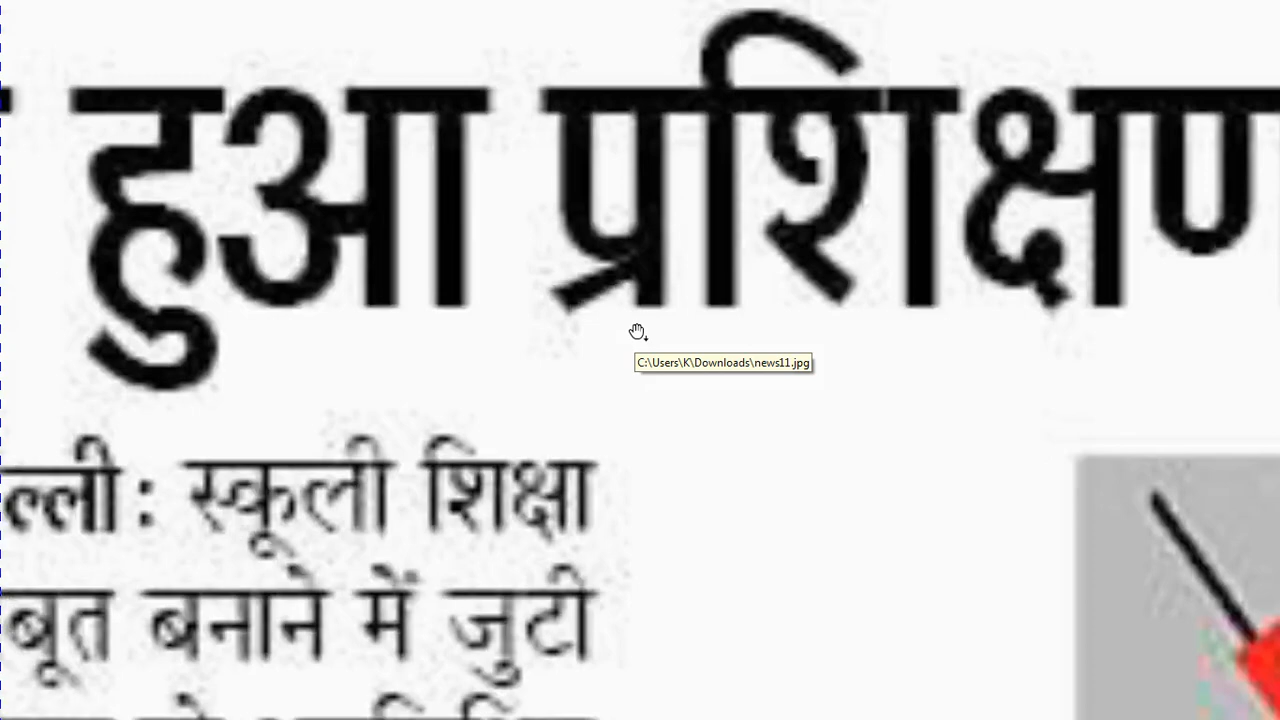 हुआ प्रशिक्षण
C:\Users\K\Downloads\news11.jpg
स्कूली शिक्षा
बनाने में जुटी